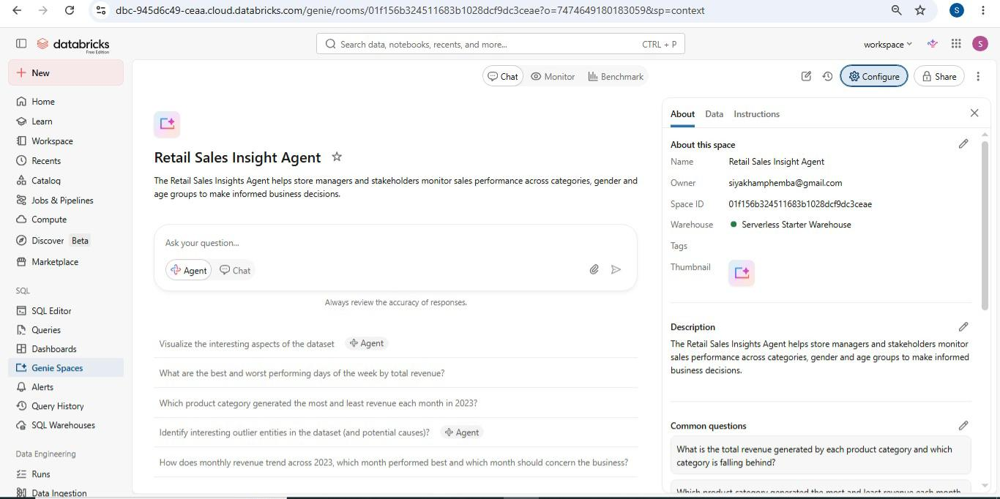 dbc-945d6c49-ceaa.cloud.databricks.com/genie/rooms/01f156b324511683b1028dcf9dc3ceae?o=7474649180183059&sp=context
S
databricks
Free Edition
Search data, notebooks, recents, and more...
CTRL + P
workspace
S
New
Home
Learn
Workspace
Recents
Catalog
Jobs & Pipelines
Compute
Discover Beta
Marketplace
SQL
SQL Editor
Queries
Dashboards
Genie Spaces
Alerts
Query History
SQL Warehouses
Data Engineering
Runs
Data Ingestion
Chat
Monitor
Benchmark
Configure
Share
Retail Sales Insight Agent
The Retail Sales Insights Agent helps store managers and stakeholders monitor sales performance across categories, gender and
age groups to make informed business decisions.
Ask your question...
Agent
Chat
Always review the accuracy of responses.
Visualize the interesting aspects of the dataset Agent
What are the best and worst performing days of the week by total revenue?
Which product category generated the most and least revenue each month in 2023?
Identify interesting outlier entities in the dataset (and potential causes)? Agent
How does monthly revenue trend across 2023, which month performed best and which month should concern the business?
About
Data
Instructions
About this space
Name Retail Sales Insight Agent
Owner siyakhamphemba@gmail.com
Space ID 01f156b324511683b1028dcf9dc3ceae
Warehouse Serverless Starter Warehouse
Tags
Thumbnail
Description
The Retail Sales Insights Agent helps store managers and stakeholders monitor
sales performance across categories, gender and age groups to make informed
business decisions.
Common questions
What is the total revenue generated by each product category and which
category is falling behind?
Which product category generated the most and least revenue each month